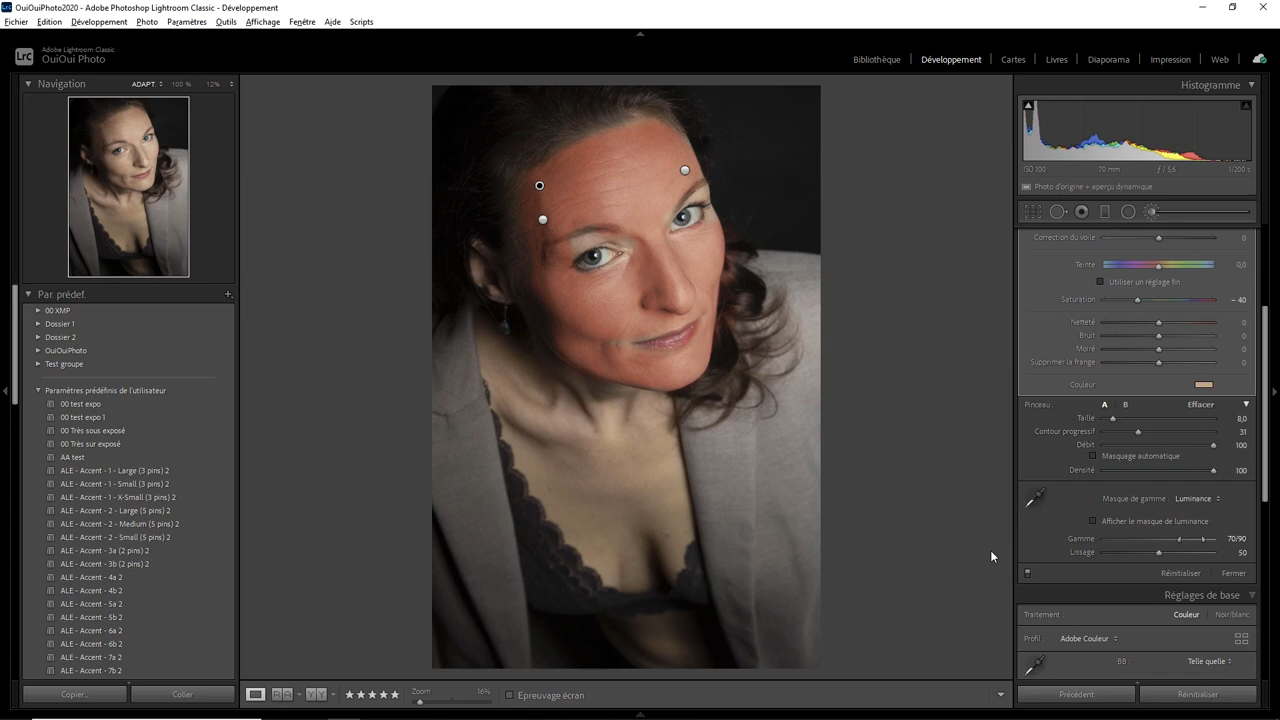 OuiOuiPhoto2020 - Adobe Photoshop Lightroom Classic - Développement
Fichier Edition Développement Photo Paramètres Outils Affichage Fenêtre Aide Scripts
Lrc
Adobe Lightroom Classic
OuiOui Photo
Bibliothèque | Développement | Cartes | Livres | Diaporama | Impression | Web
Navigation ADAPT. 100 % 12%
Par. prédéf. +
00 XMP
Dossier 1
Dossier 2
OuiOuiPhoto
Test groupe
Paramètres prédéfinis de l'utilisateur
00 test expo
00 test expo 1
00 Très sous exposé
00 Très sur exposé
AA test
ALE - Accent - 1 - Large (3 pins) 2
ALE - Accent - 1 - Small (3 pins) 2
ALE - Accent - 1 - X-Small (3 pins) 2
ALE - Accent - 2 - Large (5 pins) 2
ALE - Accent - 2 - Medium (5 pins) 2
ALE - Accent - 2 - Small (5 pins) 2
ALE - Accent - 3a (2 pins) 2
ALE - Accent - 3b (2 pins) 2
ALE - Accent - 4a 2
ALE - Accent - 4b 2
ALE - Accent - 5a 2
ALE - Accent - 5b 2
ALE - Accent - 6a 2
ALE - Accent - 6b 2
ALE - Accent - 7a 2
ALE - Accent - 7b 2
Copier... Coller
Zoom 16%
Epreuvage écran
Histogramme
ISO 100 70 mm ƒ / 5,6 1/200 s
Photo d'origine + aperçu dynamique
Correction du voile 0
Teinte 0,0
Utiliser un réglage fin
Saturation – 40
Netteté 0
Bruit 0
Moiré 0
Supprimer la frange 0
Couleur
Pinceau : A B Effacer
Taille 8,0
Contour progressif 31
Débit 100
Masquage automatique
Densité 100
Masque de gamme : Luminance
Afficher le masque de luminance
Gamme 70/90
Lissage 50
Réinitialiser Fermer
Réglages de base
Traitement : Couleur Noir/blanc
Profil : Adobe Couleur
BB : Telle quelle
Précédent Réinitialiser